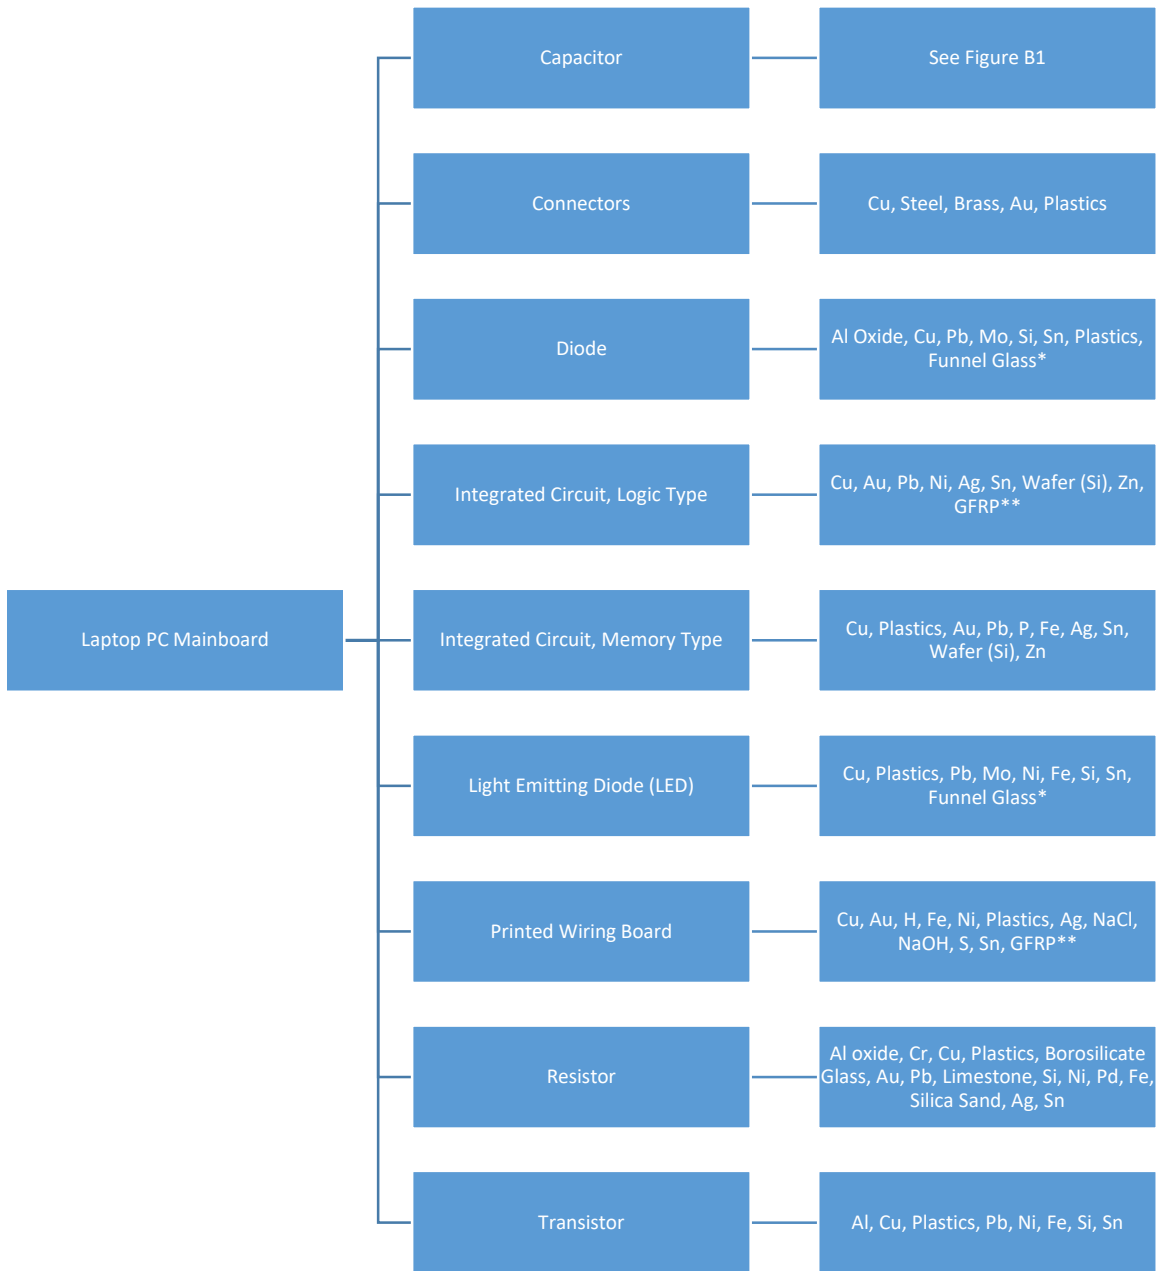 Capacitor
See Figure B1
Connectors
Cu, Steel, Brass, Au, Plastics
Diode
Al Oxide, Cu, Pb, Mo, Si, Sn, Plastics,
Funnel Glass*
Integrated Circuit, Logic Type
Cu, Au, Pb, Ni, Ag, Sn, Wafer (Si), Zn,
GFRP**
Laptop PC Mainboard
Integrated Circuit, Memory Type
Cu, Plastics, Au, Pb, P, Fe, Ag, Sn,
Wafer (Si), Zn
Light Emitting Diode (LED)
Cu, Plastics, Pb, Mo, Ni, Fe, Si, Sn,
Funnel Glass*
Printed Wiring Board
Cu, Au, H, Fe, Ni, Plastics, Ag, NaCl,
NaOH, S, Sn, GFRP**
Resistor
Al oxide, Cr, Cu, Plastics, Borosilicate
Glass, Au, Pb, Limestone, Si, Ni, Pd, Fe,
Silica Sand, Ag, Sn
Transistor
Al, Cu, Plastics, Pb, Ni, Fe, Si, Sn